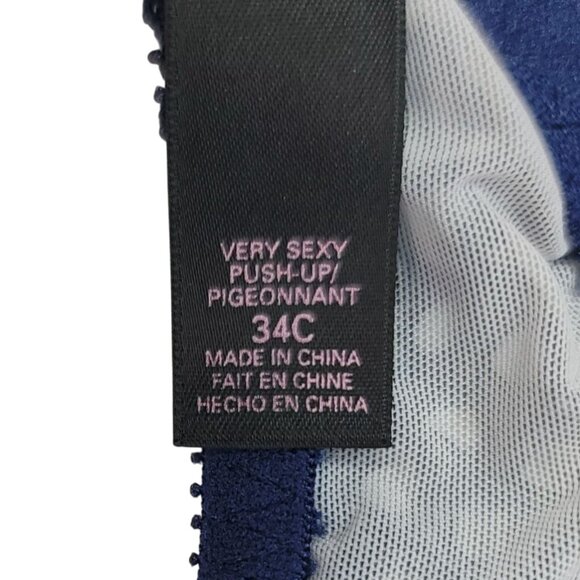 VERY SEXY
PUSH-UP/
PIGEONNANT
34C
MADE IN CHINA
FAIT EN CHINE
HECHO EN CHINA